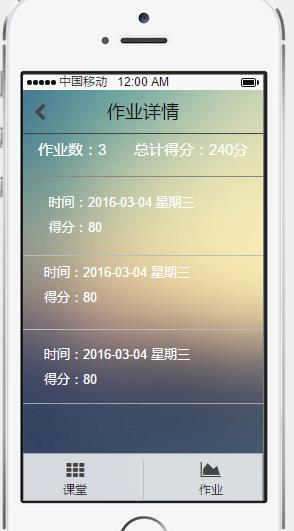 中国移动 12:00 AM
作业详情
作业数：3 总计得分：240分
时间：2016-03-04 星期三
得分：80
时间：2016-03-04 星期三
得分：80
时间：2016-03-04 星期三
得分：80
课堂 作业